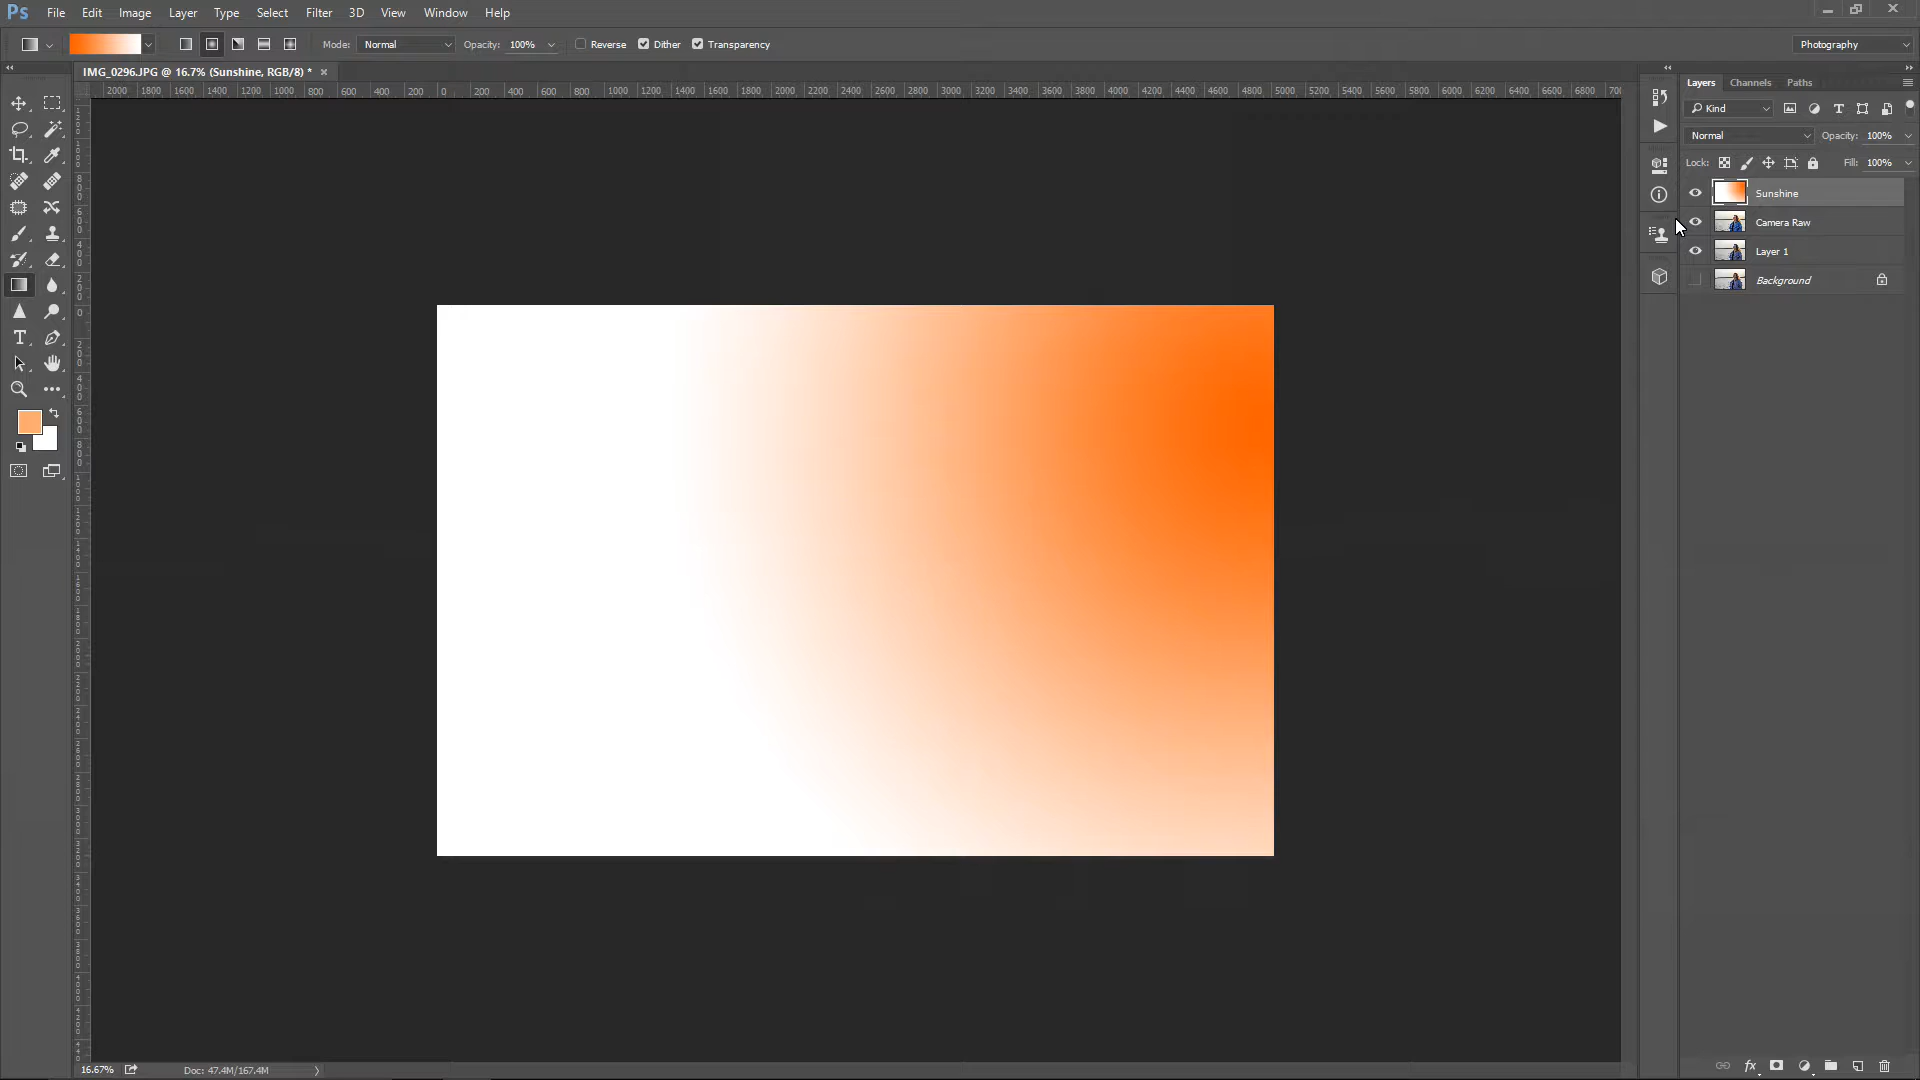 Ps File Edit Image Layer Type Select Filter 3D View Window Help
Mode: Normal Opacity: 100% Reverse Dither Transparency Photography
IMG_0296.JPG @ 16.7% (Sunshine, RGB/8) * ×
2000 1800 1600 1400 1200 1000 800 600 400 200 0 200 400 600 800 1000 1200 1400 1600 1800 2000 2200 2400 2600 2800 3000 3200 3400 3600 3800 4000 4200 4400 4600 4800 5000 5200 5400 5600 5800 6000 6200 6400 6600 6800
Layers Channels Paths
Kind
Normal Opacity: 100%
Lock: Fill: 100%
Sunshine
Camera Raw
Layer 1
Background
16.67% Doc: 47.4M/167.4M